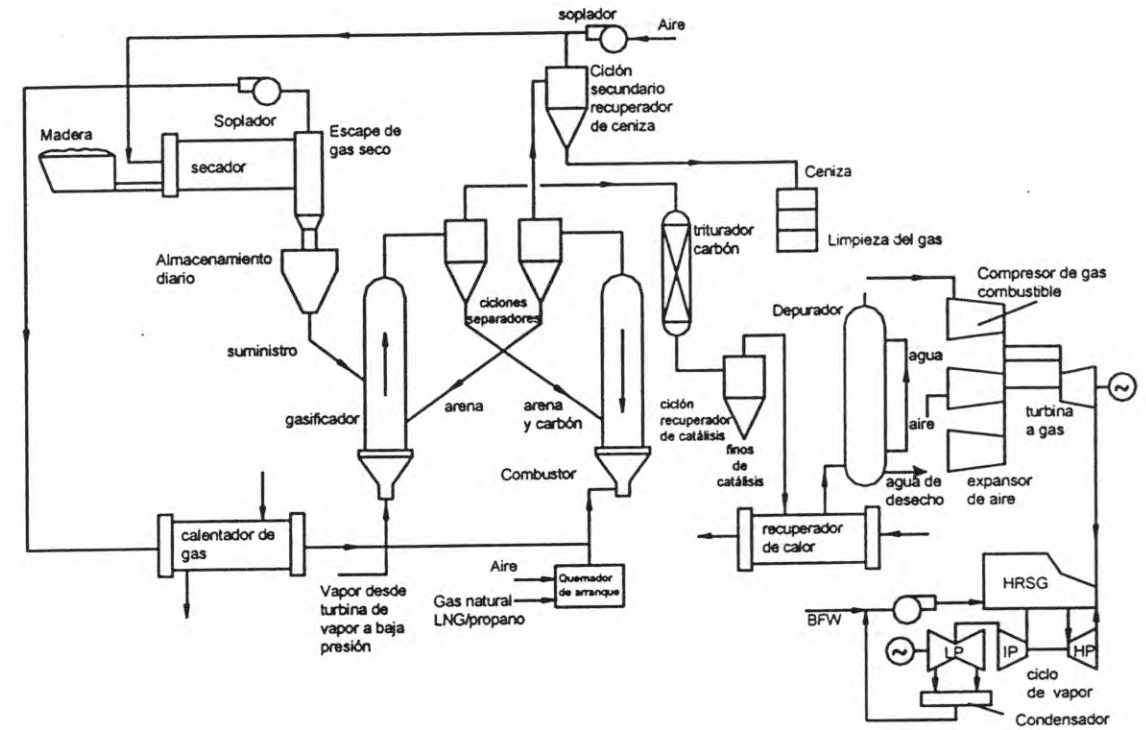 soplador
Aire
Ciclón
secundario
recuperador
de ceniza
Soplador
Madera
Escape de
gas seco
secador
Ceniza
Limpieza del gas
triturador
carbón
Almacenamiento
diario
ciclones
separadores
Compresor de gas
combustible
Depurador
suministro
agua
gasificador
arena
arena
y carbón
ciclón
recuperador
de catálisis
finos
de
catálisis
aire
turbina
a gas
Combustor
agua de
desecho
expansor
de aire
calentador de
gas
recuperador
de calor
Aire
Quemador
de arranque
Vapor desde
turbina de
vapor a baja
presión
Gas natural
LNG/propano
HRSG
BFW
~
~
LP
IP
HP
ciclo
de vapor
Condensador